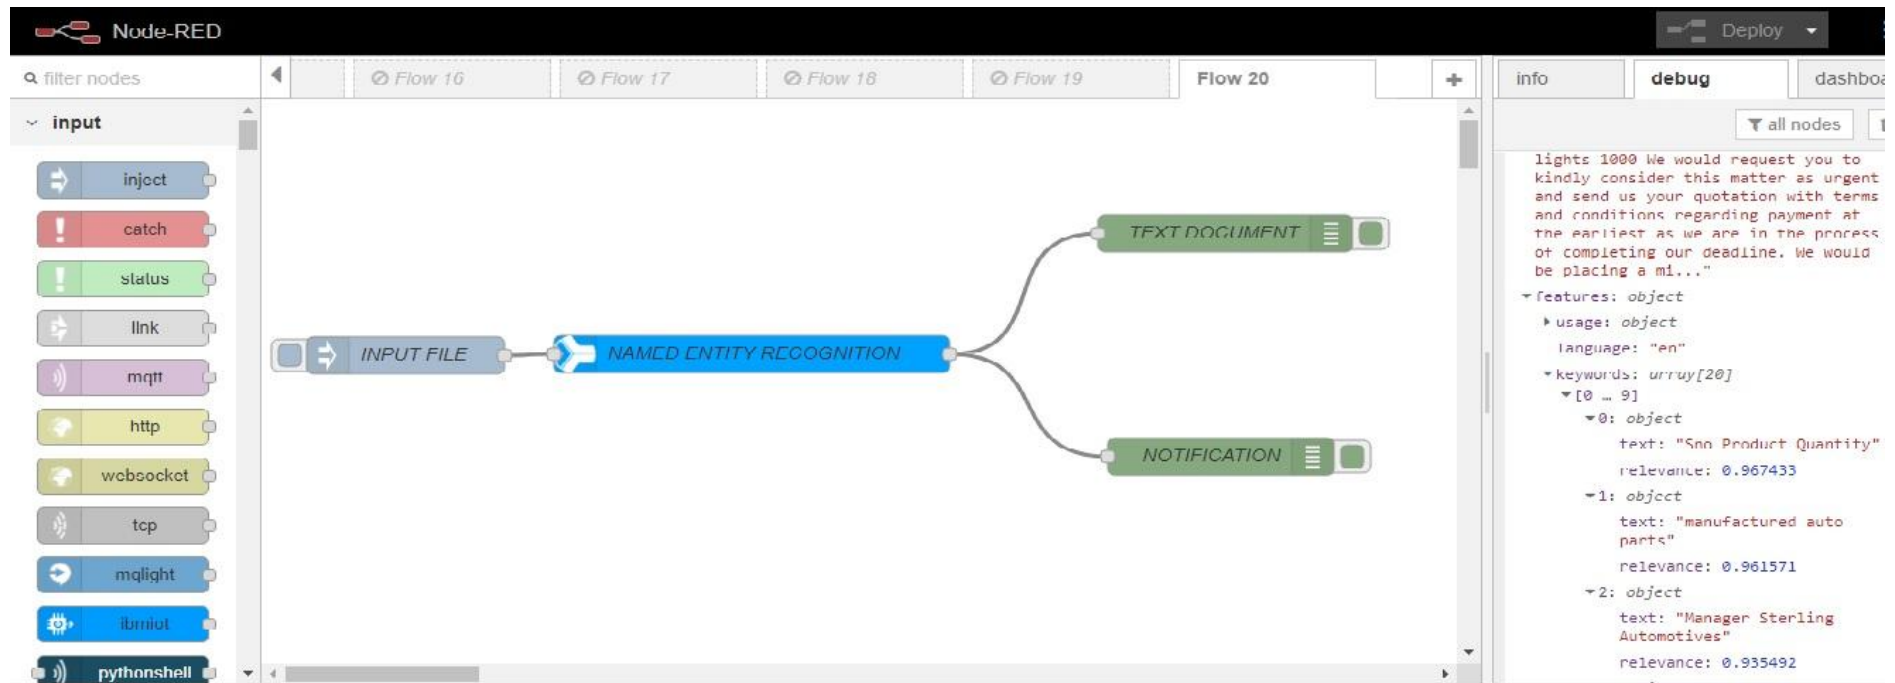 Node-RED
Deploy
filter nodes
Flow 16
Flow 17
Flow 18
Flow 19
Flow 20
+
info
debug
input
inject
catch
status
link
mqtt
http
websocket
tcp
mqlight
ibmiot
pythonshell
INPUT FILE
NAMED ENTITY RECOGNITION
TEXT DOCUMENT
NOTIFICATION
all nodes
lights 1000 We would request you to
kindly consider this matter as urgent
and send us your quotation with terms
and conditions regarding payment at
the earliest as we are in the process
of completing our deadline. We would
be placing a mi..."
features: object
usage: object
language: "en"
keywords: array[20]
[0 … 9]
0: object
text: "Sno Product Quantity"
relevance: 0.967433
1: object
text: "manufactured auto
parts"
relevance: 0.961571
2: object
text: "Manager Sterling
Automotives"
relevance: 0.935492